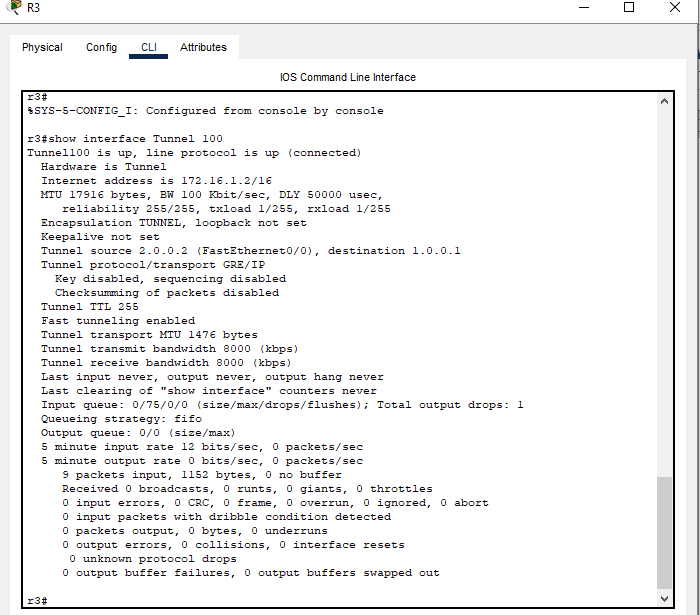 R3
Physical Config CLI Attributes
IOS Command Line Interface
r3#
%SYS-5-CONFIG_I: Configured from console by console
r3#show interface Tunnel 100
Tunnel100 is up, line protocol is up (connected)
Hardware is Tunnel
Internet address is 172.16.1.2/16
MTU 17916 bytes, BW 100 Kbit/sec, DLY 50000 usec,
reliability 255/255, txload 1/255, rxload 1/255
Encapsulation TUNNEL, loopback not set
Keepalive not set
Tunnel source 2.0.0.2 (FastEthernet0/0), destination 1.0.0.1
Tunnel protocol/transport GRE/IP
Key disabled, sequencing disabled
Checksumming of packets disabled
Tunnel TTL 255
Fast tunneling enabled
Tunnel transport MTU 1476 bytes
Tunnel transmit bandwidth 8000 (kbps)
Tunnel receive bandwidth 8000 (kbps)
Last input never, output never, output hang never
Last clearing of "show interface" counters never
Input queue: 0/75/0/0 (size/max/drops/flushes); Total output drops: 1
Queueing strategy: fifo
Output queue: 0/0 (size/max)
5 minute input rate 12 bits/sec, 0 packets/sec
5 minute output rate 0 bits/sec, 0 packets/sec
9 packets input, 1152 bytes, 0 no buffer
Received 0 broadcasts, 0 runts, 0 giants, 0 throttles
0 input errors, 0 CRC, 0 frame, 0 overrun, 0 ignored, 0 abort
0 input packets with dribble condition detected
0 packets output, 0 bytes, 0 underruns
0 output errors, 0 collisions, 0 interface resets
0 unknown protocol drops
0 output buffer failures, 0 output buffers swapped out
r3#